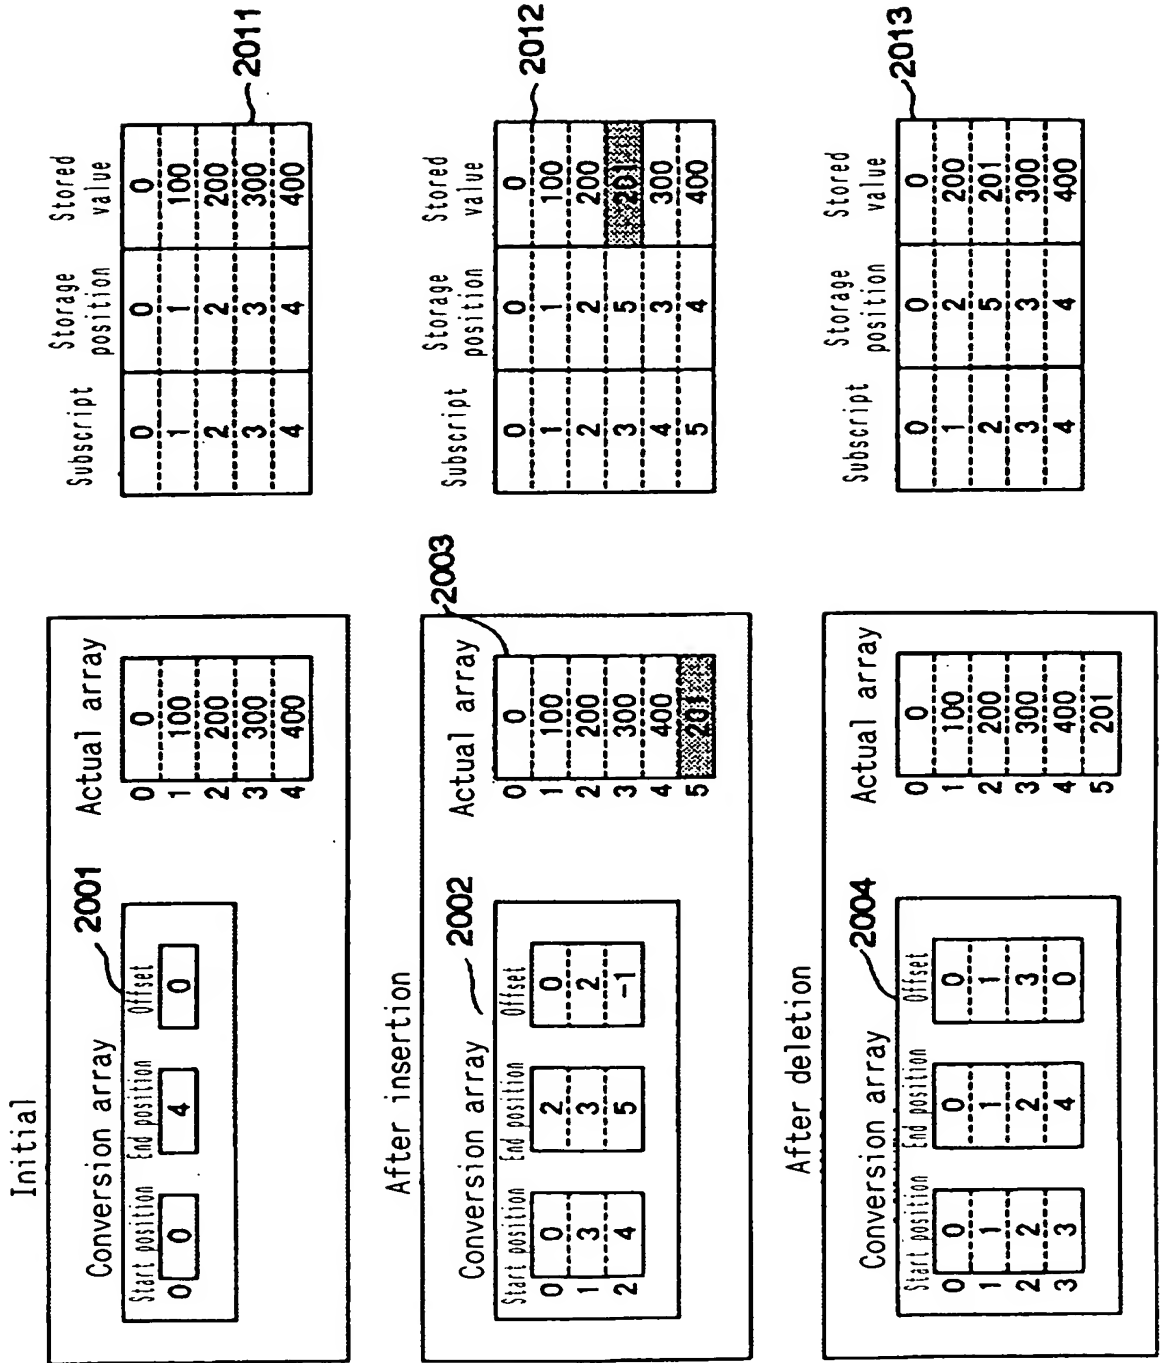 Initial
Conversion array
2001
Start position End position Offset
0 0 4 0
Actual array
0 0
1 100
2 200
3 300
4 400
Subscript Storage position Stored value
0 0 0
1 1 100
2 2 200
3 3 300
4 4 400
2011
After insertion
Conversion array
2002
Start position End position Offset
0 0 2 0
1 3 3 2
2 4 5 -1
Actual array
2003
0 0
1 100
2 200
3 300
4 400
5 201
Subscript Storage position Stored value
0 0 0
1 1 100
2 2 200
3 5 201
4 3 300
5 4 400
2012
After deletion
Conversion array
2004
Start position End position Offset
0 0 0 0
1 1 1 1
2 2 2 3
3 3 4 0
Actual array
0 0
1 100
2 200
3 300
4 400
5 201
Subscript Storage position Stored value
0 0 0
1 2 200
2 5 201
3 3 300
4 4 400
2013